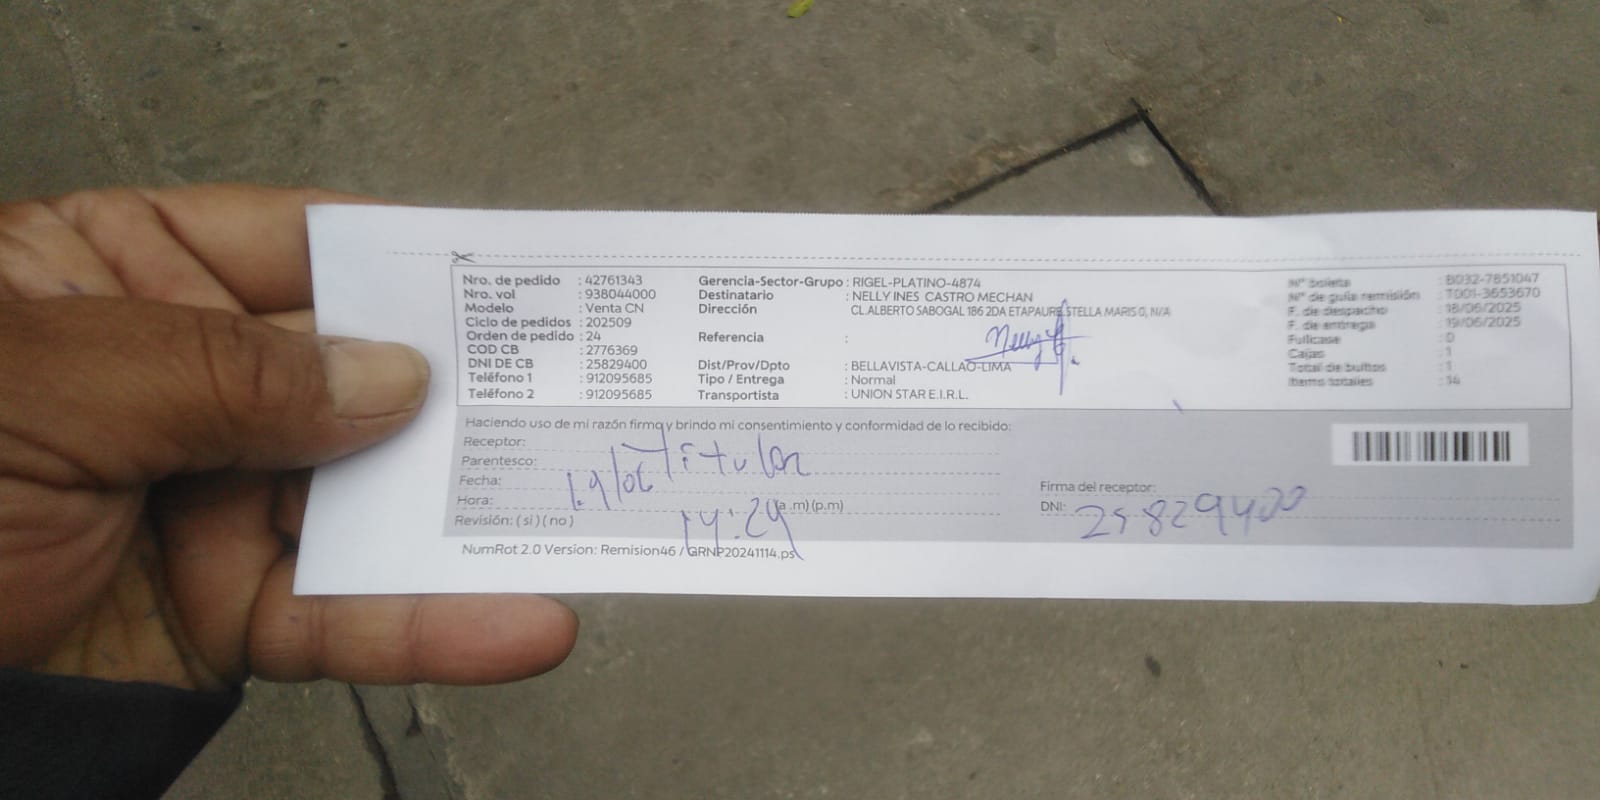 Nro. de pedido : 42761343
Nro. vol : 938044000
Modelo : Venta CN
Ciclo de pedidos : 202509
Orden de pedido : 24
COD CB : 2776369
DNI DE CB : 25829400
Teléfono 1 : 912095685
Teléfono 2 : 912095685
Gerencia-Sector-Grupo : RIGEL-PLATINO-4874
Destinatario : NELLY INES CASTRO MECHAN
Dirección CL.ALBERTO SABOGAL 186 2DA ETAPAURB.STELLA MARIS 0, N/A
Referencia :
Nelly
Dist/Prov/Dpto : BELLAVISTA-CALLAO-LIMA
Tipo / Entrega : Normal
Transportista : UNION STAR E.I.R.L.
N° boleta : B032-7851047
N° de guía remisión : T001-3653670
F. de despacho : 18/06/2025
F. de entrega : 19/06/2025
Fullcase : 0
Cajas : 1
Total de bultos : 1
Items totales : 14
Haciendo uso de mi razón firmo y brindo mi consentimiento y conformidad de lo recibido:
Receptor:
Parentesco: Titular
Fecha: 19/06
Hora: 14:29 (a .m) (p.m)
Revisión: ( si ) ( no )
Firma del receptor:
DNI: 25829400
NumRot 2.0 Version: Remision46 / GRNP20241114.ps